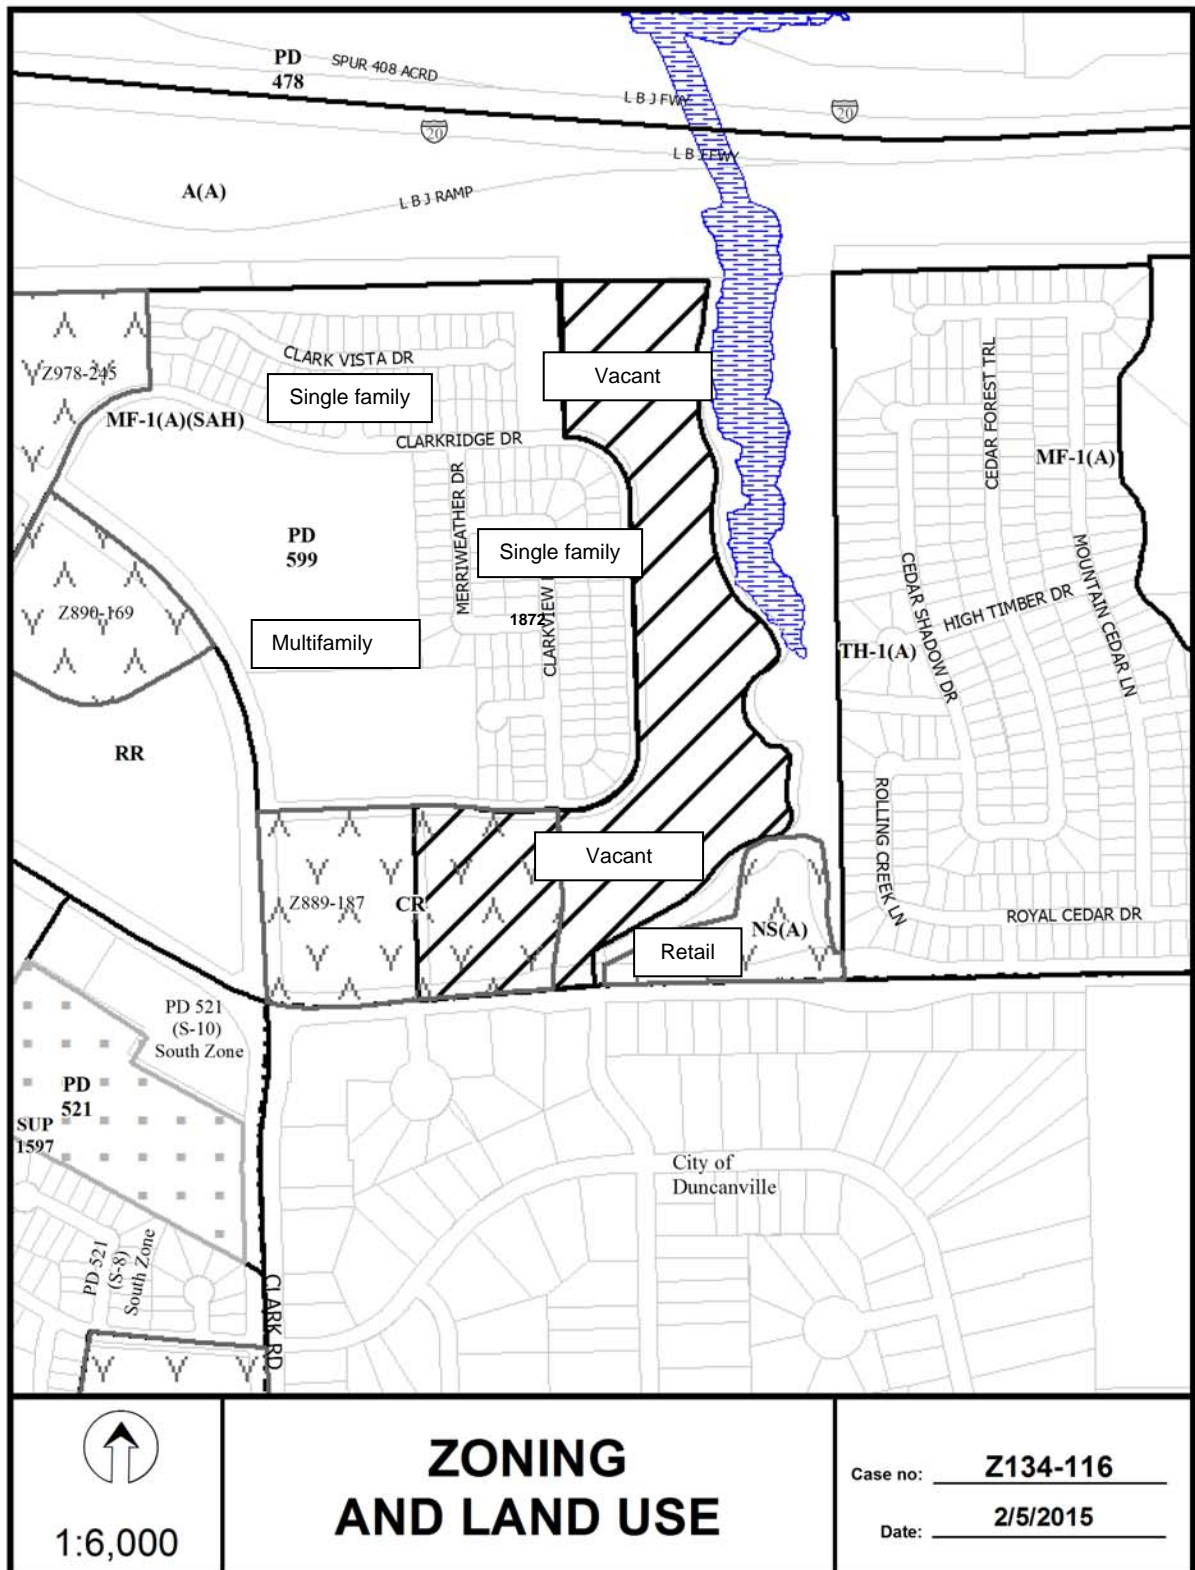 PD
478
SPUR 408 ACRD
L B J FWY
20
20
L B J FWY
A(A)
L B J RAMP
Z978-245
CLARK VISTA DR
Single family
Vacant
MF-1(A)(SAH)
CLARKRIDGE DR
CEDAR FOREST TRL
MF-1(A)
MERRIWEATHER DR
PD
599
Single family
Z890-169
1872
CLARKVIEW
Multifamily
CEDAR SHADOW DR
HIGH TIMBER DR
MOUNTAIN CEDAR LN
TH-1(A)
RR
ROLLING CREEK LN
Vacant
Z889-187
CR
NS(A)
ROYAL CEDAR DR
Retail
PD 521
(S-10)
South Zone
PD
521
SUP
1597
City of
Duncanville
PD 521
(S-8)
South Zone
CLARK RD
1:6,000
ZONING
AND LAND USE
Case no: Z134-116
Date: 2/5/2015